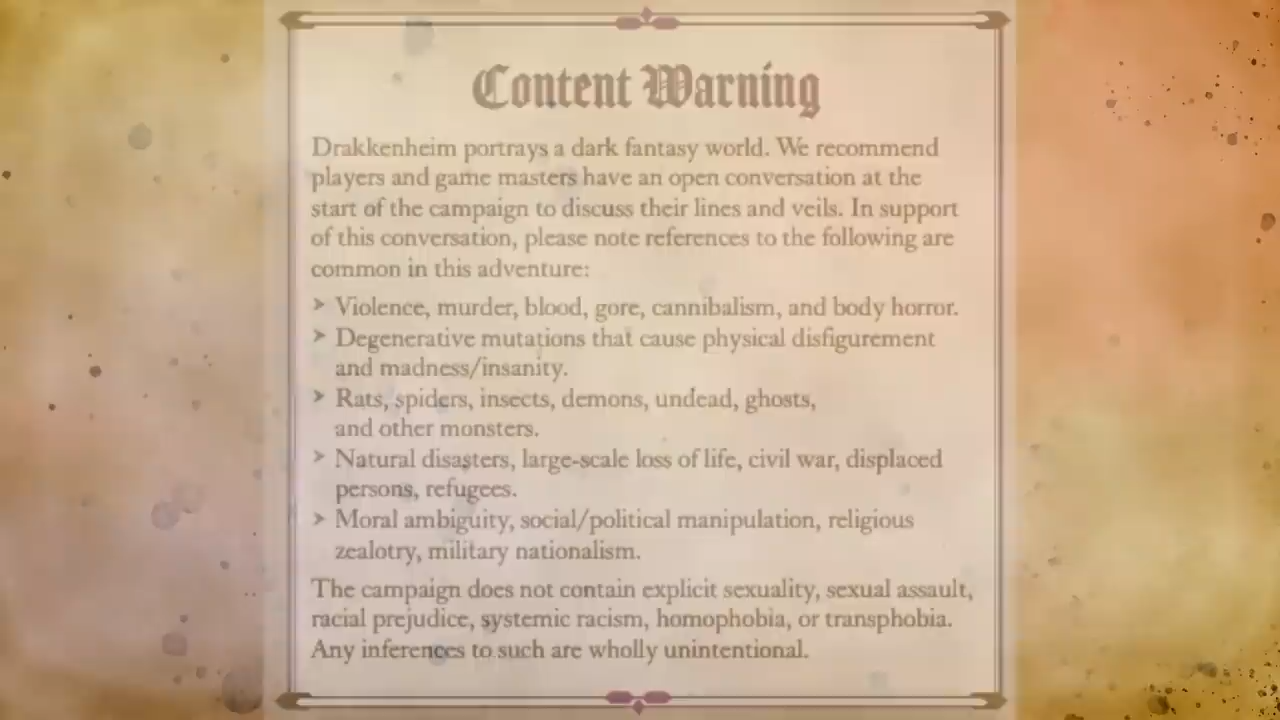 Content Warning
Drakkenheim portrays a dark fantasy world. We recommend
players and game masters have an open conversation at the
start of the campaign to discuss their lines and veils. In support
of this conversation, please note references to the following are
common in this adventure:
➤ Violence, murder, blood, gore, cannibalism, and body horror.
➤ Degenerative mutations that cause physical disfigurement
and madness/insanity.
➤ Rats, spiders, insects, demons, undead, ghosts,
and other monsters.
➤ Natural disasters, large-scale loss of life, civil war, displaced
persons, refugees.
➤ Moral ambiguity, social/political manipulation, religious
zealotry, military nationalism.
The campaign does not contain explicit sexuality, sexual assault,
racial prejudice, systemic racism, homophobia, or transphobia.
Any inferences to such are wholly unintentional.